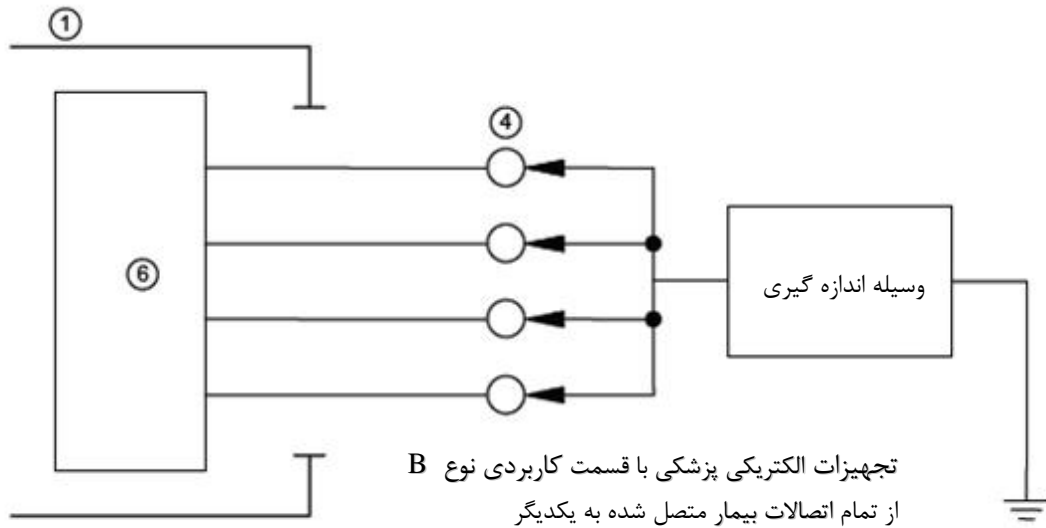 ①
④
⑥
وسیله اندازه گیری
تجهیزات الکتریکی پزشکی با قسمت کاربردی نوع B
از تمام اتصالات بیمار متصل شده به یکدیگر